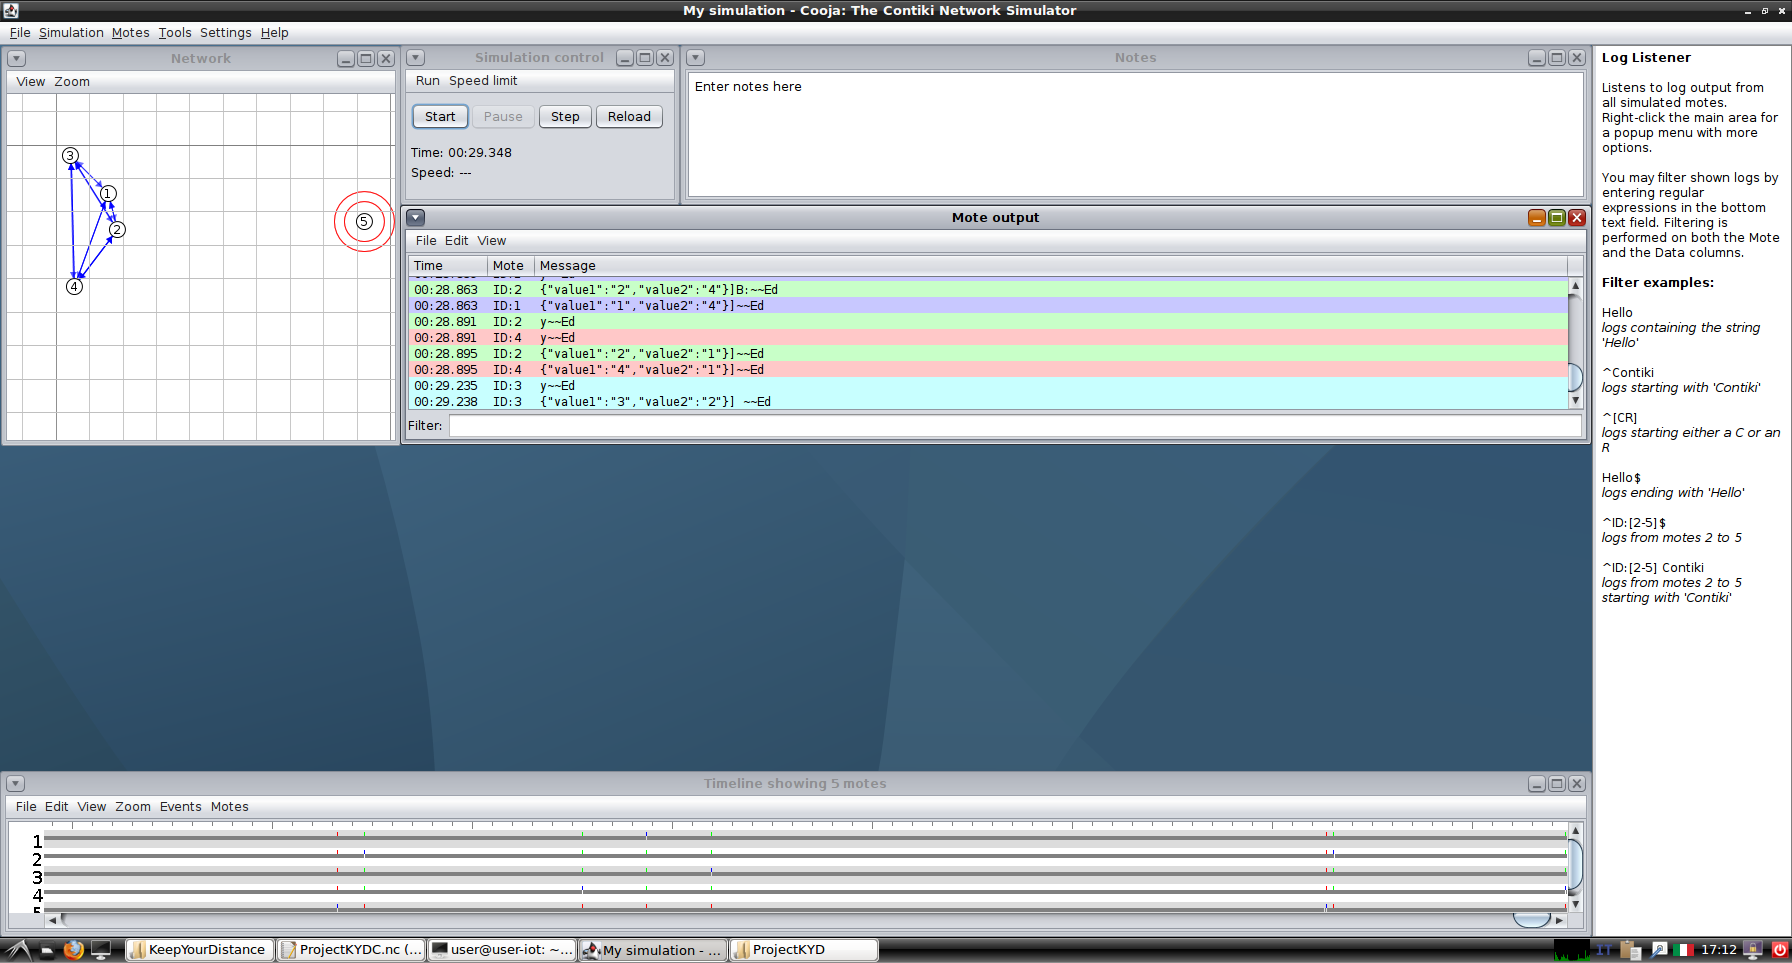 My simulation - Cooja: The Contiki Network Simulator
File Simulation Motes Tools Settings Help
Network
View Zoom
3
1
2
4
5
Simulation control
Run Speed limit
Start Pause Step Reload
Time: 00:29.348
Speed: ---
Notes
Enter notes here
Mote output
File Edit View
Time Mote Message
00:28.863 ID:2 {"value1":"2","value2":"4"}]B:~~Ed
00:28.863 ID:1 {"value1":"1","value2":"4"}]~~Ed
00:28.891 ID:2 y~~Ed
00:28.891 ID:4 y~~Ed
00:28.895 ID:2 {"value1":"2","value2":"1"}]~~Ed
00:28.895 ID:4 {"value1":"4","value2":"1"}]~~Ed
00:29.235 ID:3 y~~Ed
00:29.238 ID:3 {"value1":"3","value2":"2"}] ~~Ed
Filter:
Log Listener
Listens to log output from
all simulated motes.
Right-click the main area for
a popup menu with more
options.
You may filter shown logs by
entering regular
expressions in the bottom
text field. Filtering is
performed on both the Mote
and the Data columns.
Filter examples:
Hello
logs containing the string
'Hello'
^Contiki
logs starting with 'Contiki'
^[CR]
logs starting either a C or an
R
Hello$
logs ending with 'Hello'
^ID:[2-5]$
logs from motes 2 to 5
^ID:[2-5] Contiki
logs from motes 2 to 5
starting with 'Contiki'
Timeline showing 5 motes
File Edit View Zoom Events Motes
1
2
3
4
5
KeepYourDistance ProjectKYDC.nc (... user@user-iot: ~... My simulation - ... ProjectKYD IT 17:12